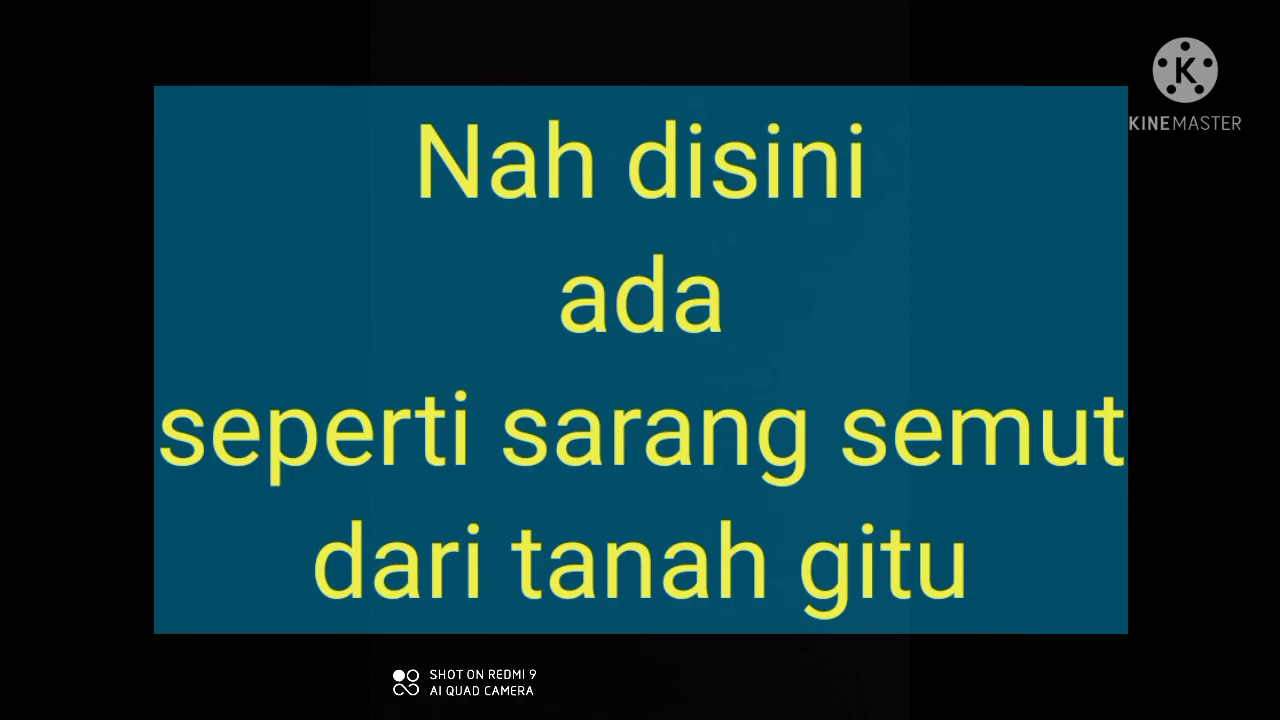 Nah disini
ada
seperti sarang semut
dari tanah gitu
K
KINEMASTER
SHOT ON REDMI 9
AI QUAD CAMERA